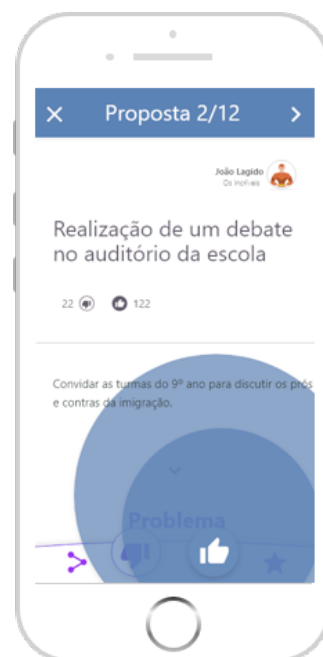 Proposta 2/12
João Lagido
Os incríveis
Realização de um debate
no auditório da escola
22 122
Convidar as turmas do 9º ano para discutir os prós
e contras da imigração.
Problema